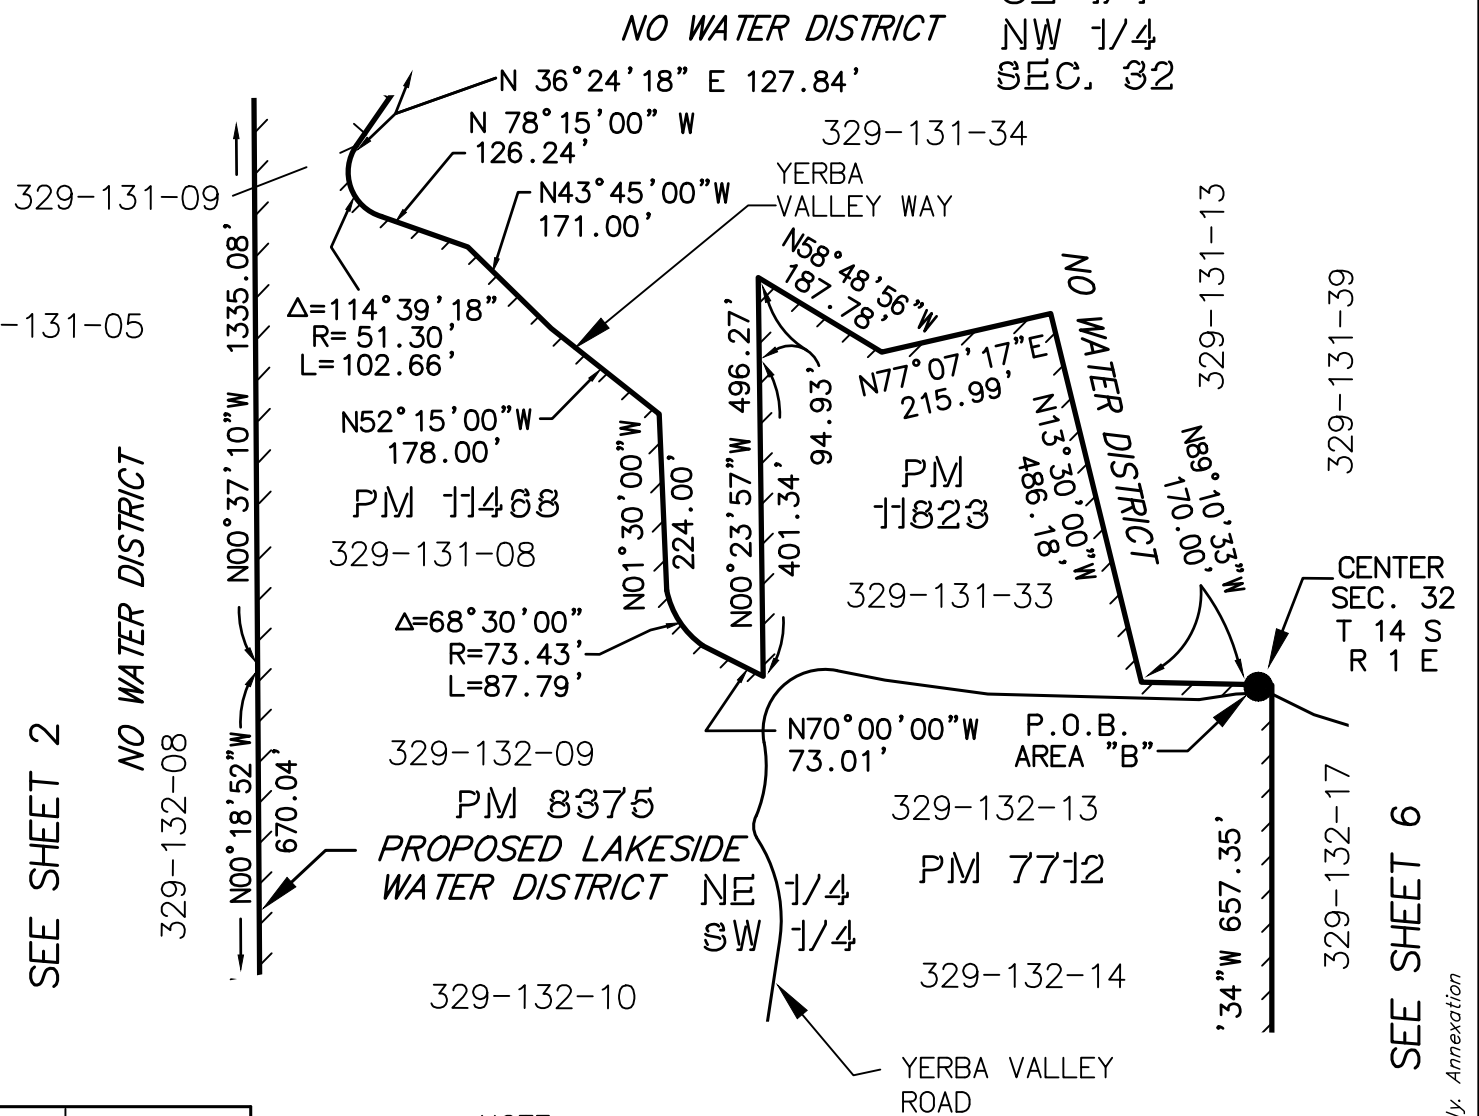 NO WATER DISTRICT
NW 1/4
SEC. 32
N 36°24'18" E 127.84'
N 78°15'00" W
126.24'
329-131-34
329-131-09
N43°45'00"W
171.00'
YERBA
VALLEY WAY
329-131-13
329-131-39
N58°48'56"W
187.78'
NO WATER DISTRICT
-131-05
Δ=114°39'18"
R= 51.30'
L=102.66'
N00°37'10"W 1335.08'
N77°07'17"E
215.99'
94.93'
N00°23'57"W 496.27'
401.34'
N52°15'00"W
178.00'
N13°30'00"W
486.18'
N89°10'33"W
170.00'
PM
11823
PM 11468
329-131-08
N01°30'00"W
224.00'
NO WATER DISTRICT
329-131-33
CENTER
SEC. 32
T 14 S
R 1 E
Δ=68°30'00"
R=73.43'
L=87.79'
SEE SHEET 2
329-132-08
N00°18'52"W
670.04'
N70°00'00"W
73.01'
P.O.B.
AREA "B"
329-132-09
PM 8375
PROPOSED LAKESIDE
WATER DISTRICT
NE 1/4
SW 1/4
329-132-13
PM 7712
'34"W 657.35'
329-132-17
SEE SHEET 6
329-132-10
329-132-14
YERBA VALLEY
ROAD
Annexation